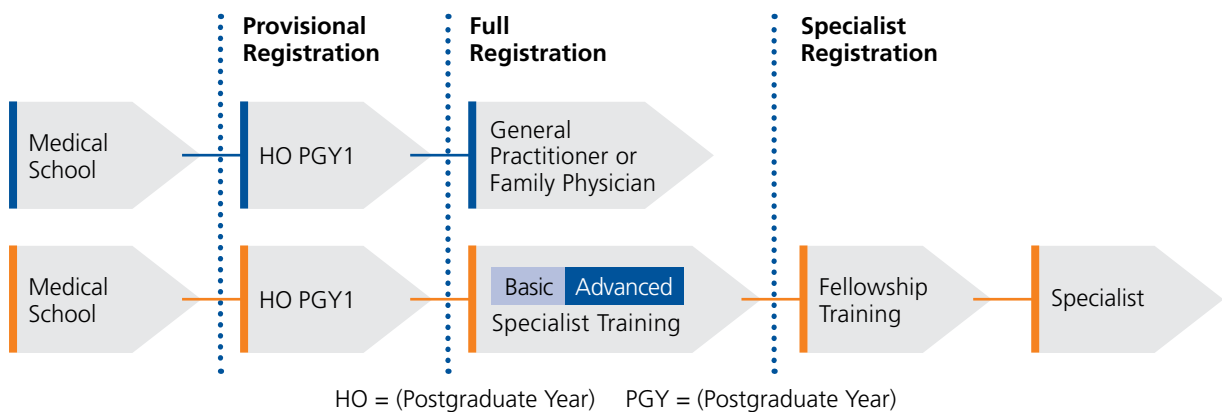 Provisional
Registration
Full
Registration
Specialist
Registration
Medical
School
HO PGY1
General
Practitioner or
Family Physician
Medical
School
HO PGY1
Basic Advanced
Specialist Training
Fellowship
Training
Specialist
HO = (Postgraduate Year) PGY = (Postgraduate Year)